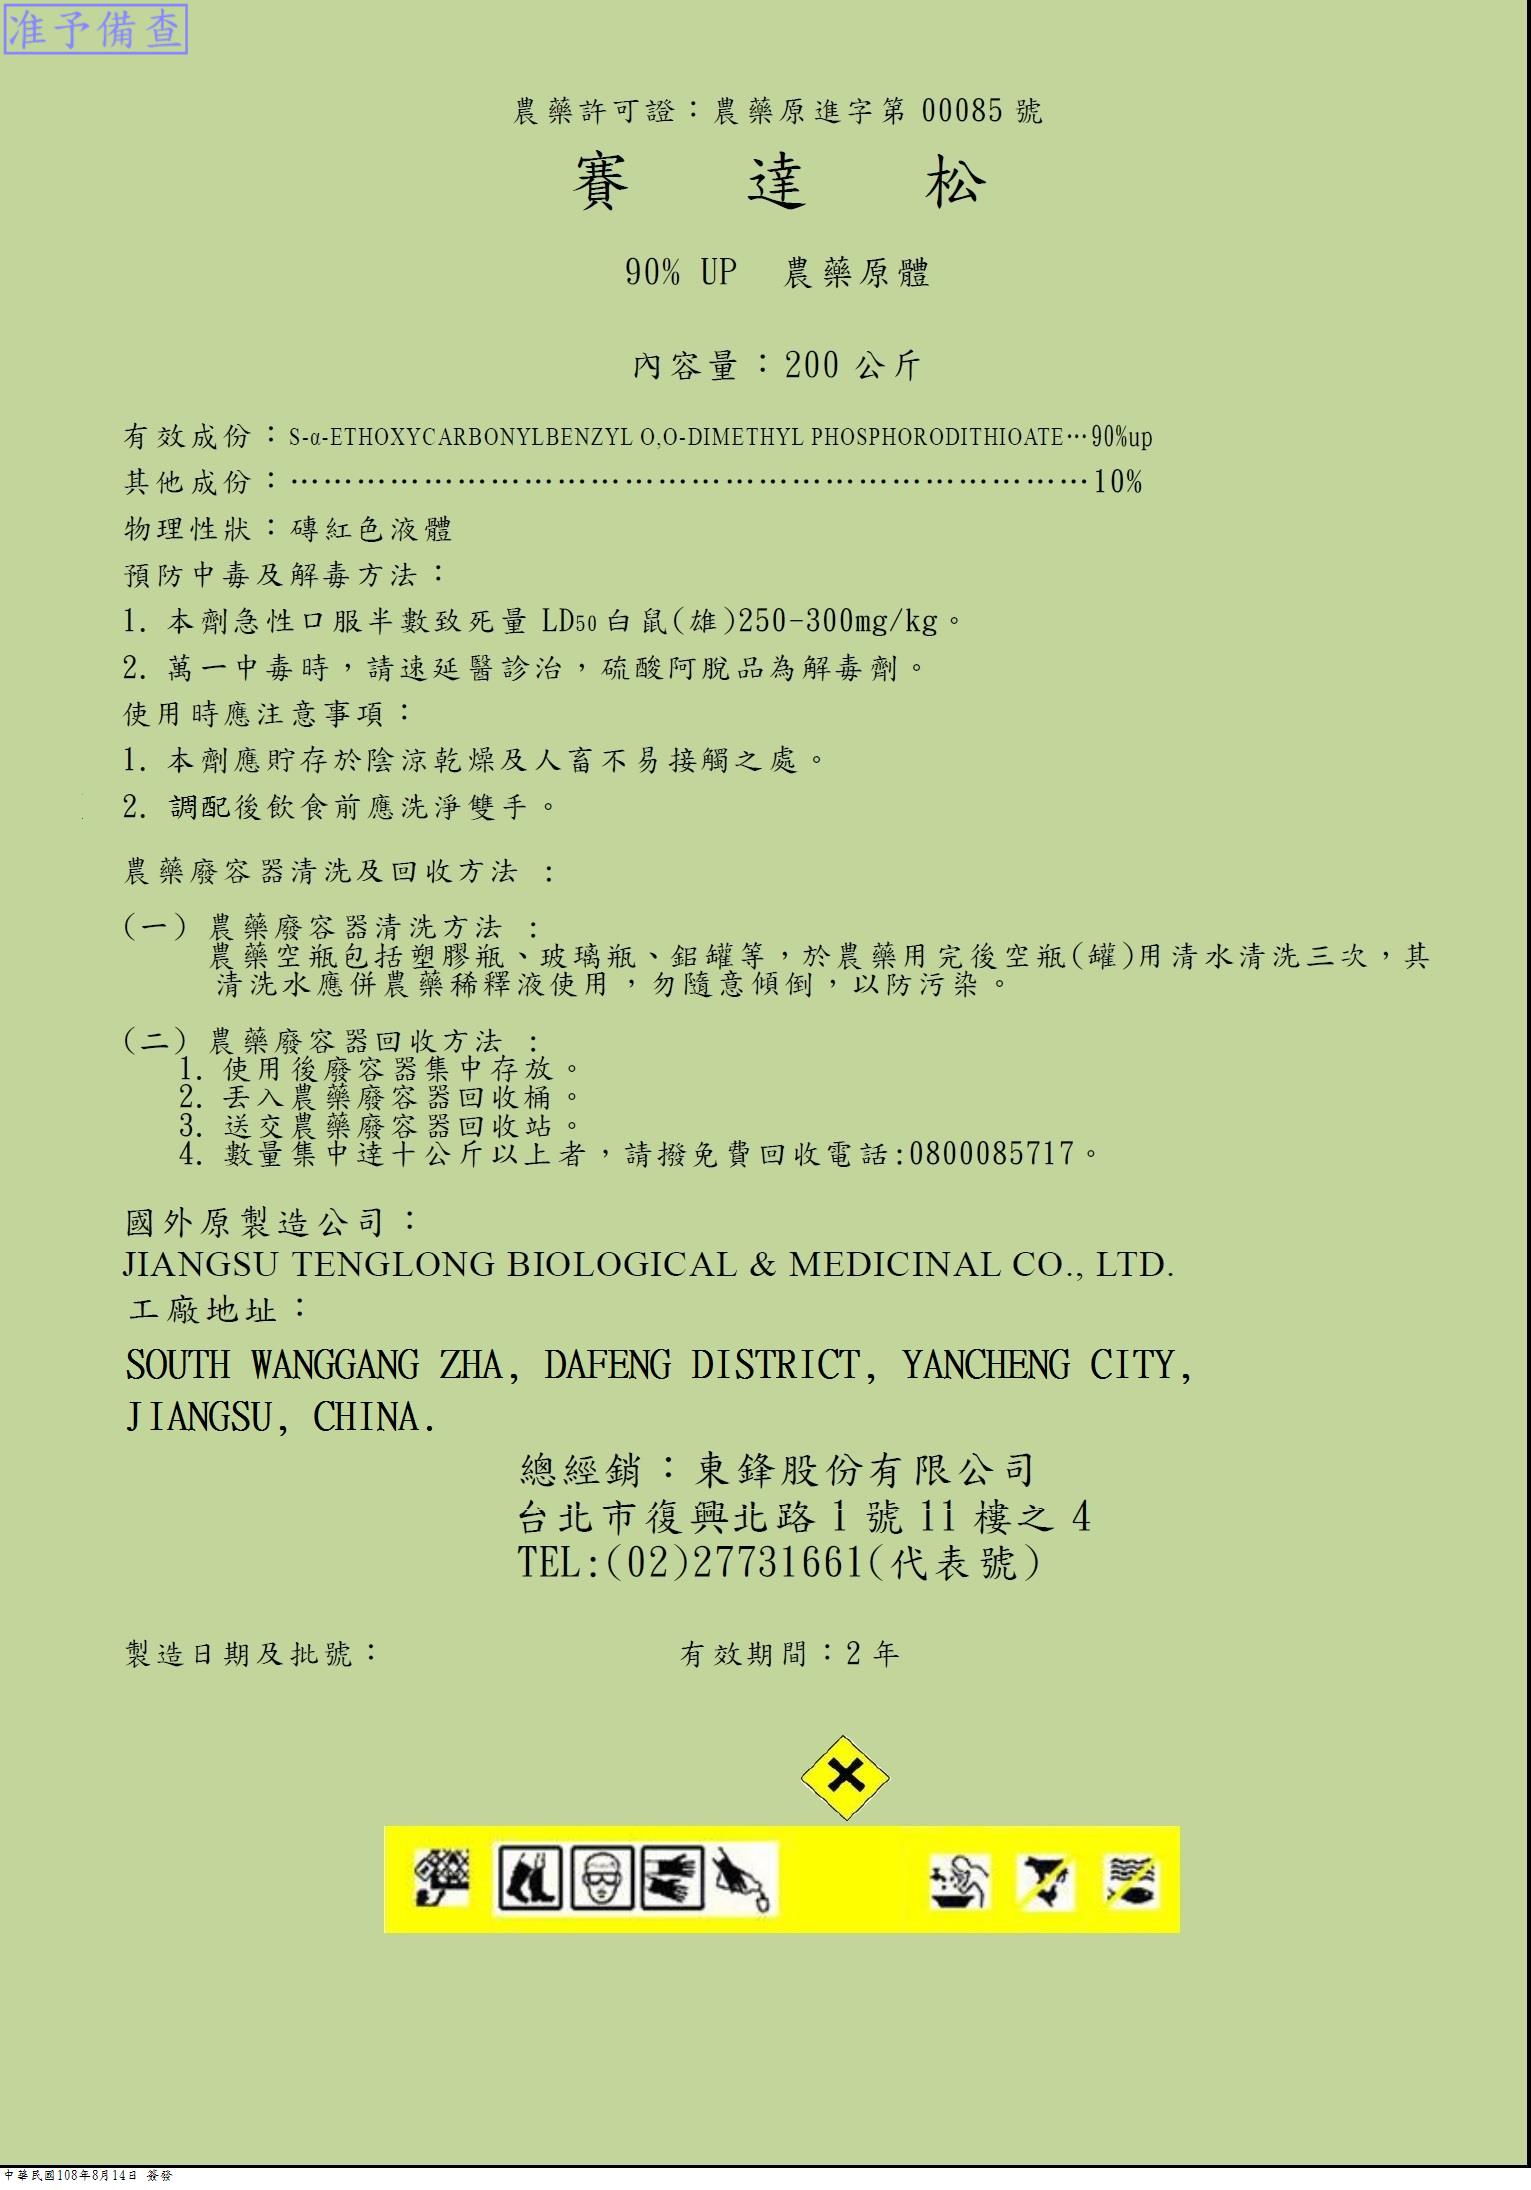 准予備查
農藥許可證：農藥原進字第 00085 號
賽 達 松
90% UP 農藥原體
內容量：200 公斤
有效成份：S-α-ETHOXYCARBONYLBENZYL O,O-DIMETHYL PHOSPHORODITHIOATE…90%up
其他成份：………………………………………………………………10%
物理性狀：磚紅色液體
預防中毒及解毒方法：
1. 本劑急性口服半數致死量 LD50 白鼠(雄)250-300mg/kg。
2. 萬一中毒時，請速延醫診治，硫酸阿脫品為解毒劑。
使用時應注意事項：
1. 本劑應貯存於陰涼乾燥及人畜不易接觸之處。
2. 調配後飲食前應洗淨雙手。
農藥廢容器清洗及回收方法 :
(一) 農藥廢容器清洗方法 :
農藥空瓶包括塑膠瓶、玻璃瓶、鋁罐等，於農藥用完後空瓶(罐)用清水清洗三次，其
清洗水應併農藥稀釋液使用，勿隨意傾倒，以防污染。
(二) 農藥廢容器回收方法 :
1. 使用後廢容器集中存放。
2. 丟入農藥廢容器回收桶。
3. 送交農藥廢容器回收站。
4. 數量集中達十公斤以上者，請撥免費回收電話:0800085717。
國外原製造公司：
JIANGSU TENGLONG BIOLOGICAL & MEDICINAL CO., LTD.
工廠地址：
SOUTH WANGGANG ZHA, DAFENG DISTRICT, YANCHENG CITY,
JIANGSU, CHINA.
總經銷：東鋒股份有限公司
台北市復興北路 1 號 11 樓之 4
TEL:(02)27731661(代表號)
製造日期及批號： 有效期間：2 年
中華民國108年8月14日 簽發